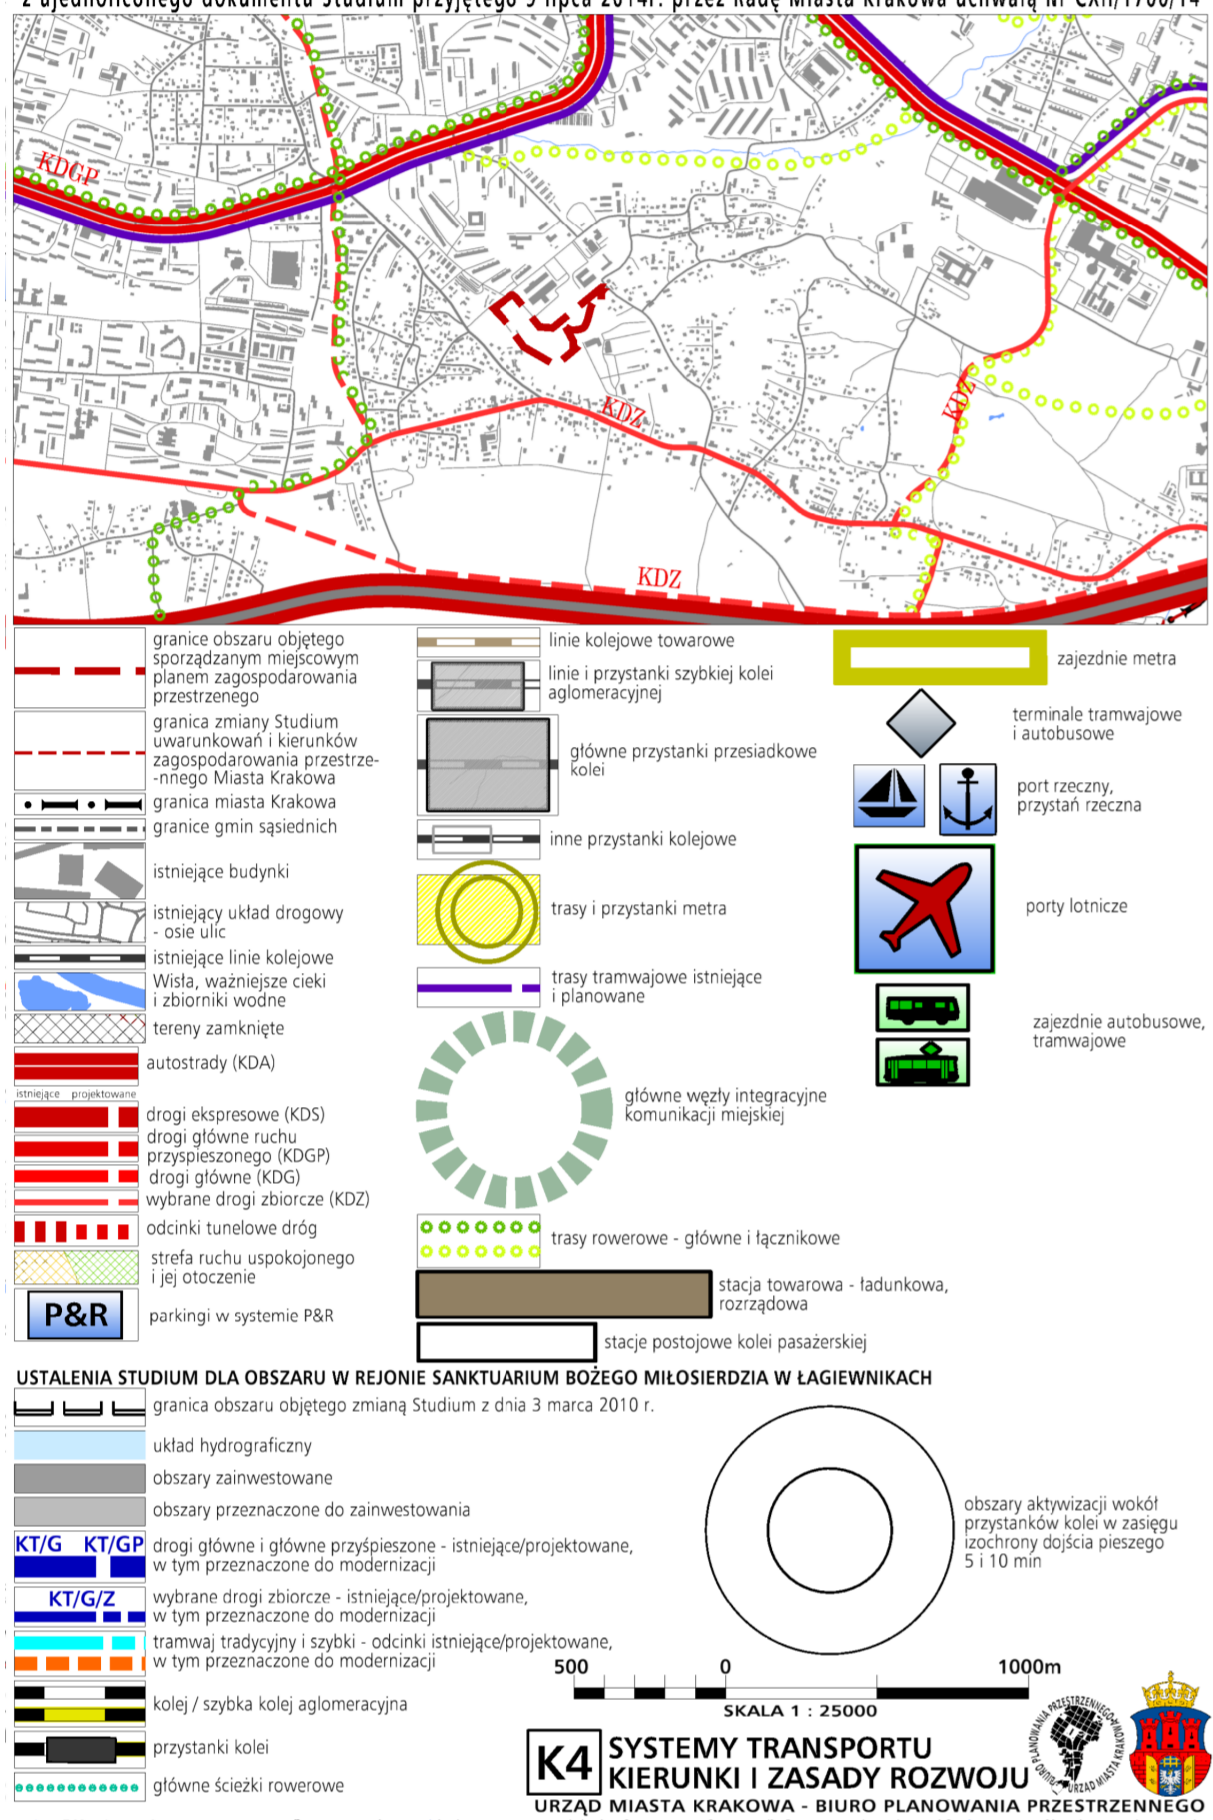 z ujednoliconego dokumentu Studium przyjętego 9 lipca 2014r. przez Radę Miasta Krakowa uchwałą Nr CXII/1700/14
KDGP
KDZ
KDZ
KDZ
granice obszaru objętego
sporządzanym miejscowym
planem zagospodarowania
przestrzenego
granica zmiany Studium
uwarunkowań i kierunków
zagospodarowania przestrze-
-nnego Miasta Krakowa
granica miasta Krakowa
granice gmin sąsiednich
istniejące budynki
istniejący układ drogowy
- osie ulic
istniejące linie kolejowe
Wisła, ważniejsze cieki
i zbiorniki wodne
tereny zamknięte
autostrady (KDA)
istniejące projektowane
drogi ekspresowe (KDS)
drogi główne ruchu
przyspieszonego (KDGP)
drogi główne (KDG)
wybrane drogi zbiorcze (KDZ)
odcinki tunelowe dróg
strefa ruchu uspokojonego
i jej otoczenie
P&R
parkingi w systemie P&R
linie kolejowe towarowe
linie i przystanki szybkiej kolei
aglomeracyjnej
główne przystanki przesiadkowe
kolei
inne przystanki kolejowe
trasy i przystanki metra
trasy tramwajowe istniejące
i planowane
główne węzły integracyjne
komunikacji miejskiej
trasy rowerowe - główne i łącznikowe
stacja towarowa - ładunkowa,
rozrządowa
stacje postojowe kolei pasażerskiej
zajezdnie metra
terminale tramwajowe
i autobusowe
port rzeczny,
przystań rzeczna
porty lotnicze
zajezdnie autobusowe,
tramwajowe
USTALENIA STUDIUM DLA OBSZARU W REJONIE SANKTUARIUM BOŻEGO MIŁOSIERDZIA W ŁAGIEWNIKACH
granica obszaru objętego zmianą Studium z dnia 3 marca 2010 r.
układ hydrograficzny
obszary zainwestowane
obszary przeznaczone do zainwestowania
KT/G KT/GP
drogi główne i główne przyśpieszone - istniejące/projektowane,
w tym przeznaczone do modernizacji
KT/G/Z
wybrane drogi zbiorcze - istniejące/projektowane,
w tym przeznaczone do modernizacji
tramwaj tradycyjny i szybki - odcinki istniejące/projektowane,
w tym przeznaczone do modernizacji
kolej / szybka kolej aglomeracyjna
przystanki kolei
główne ścieżki rowerowe
obszary aktywizacji wokół
przystanków kolei w zasięgu
izochrony dojścia pieszego
5 i 10 min
500 0 1000m
SKALA 1 : 25000
K4
SYSTEMY TRANSPORTU
KIERUNKI I ZASADY ROZWOJU
BIURO PLANOWANIA PRZESTRZENNEGO
URZĄD MIASTA KRAKOWA
URZĄD MIASTA KRAKOWA - BIURO PLANOWANIA PRZESTRZENNEGO